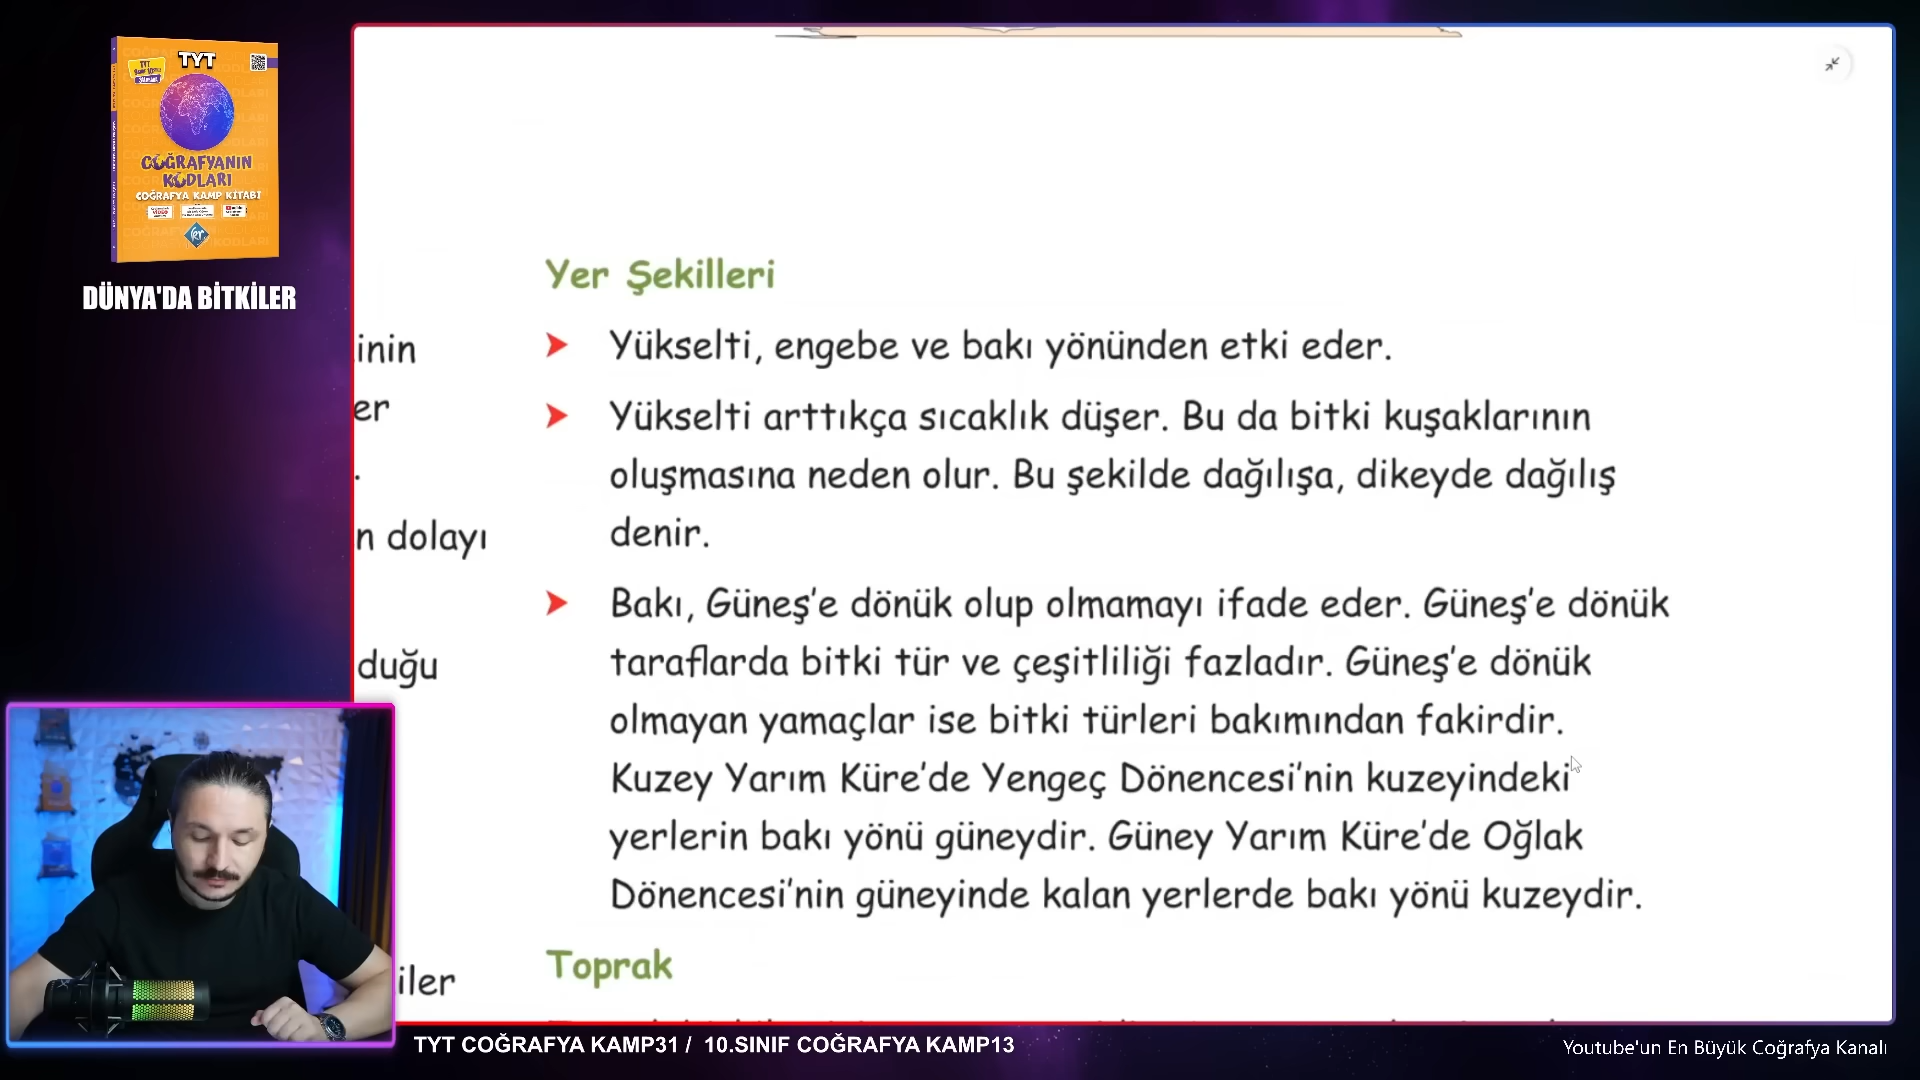 TYT
COĞRAFYANIN
KODLARI
COĞRAFYA KAMP KİTABI
DÜNYA'DA BİTKİLER
inin
er
.
n dolayı
duğu
iler
Yer Şekilleri
➤ Yükselti, engebe ve bakı yönünden etki eder.
➤ Yükselti arttıkça sıcaklık düşer. Bu da bitki kuşaklarının
oluşmasına neden olur. Bu şekilde dağılışa, dikeyde dağılış
denir.
➤ Bakı, Güneş’e dönük olup olmamayı ifade eder. Güneş’e dönük
taraflarda bitki tür ve çeşitliliği fazladır. Güneş’e dönük
olmayan yamaçlar ise bitki türleri bakımından fakirdir.
Kuzey Yarım Küre’de Yengeç Dönencesi’nin kuzeyindeki
yerlerin bakı yönü güneydir. Güney Yarım Küre’de Oğlak
Dönencesi’nin güneyinde kalan yerlerde bakı yönü kuzeydir.
Toprak
TYT COĞRAFYA KAMP31 / 10.SINIF COĞRAFYA KAMP13
Youtube'un En Büyük Coğrafya Kanalı